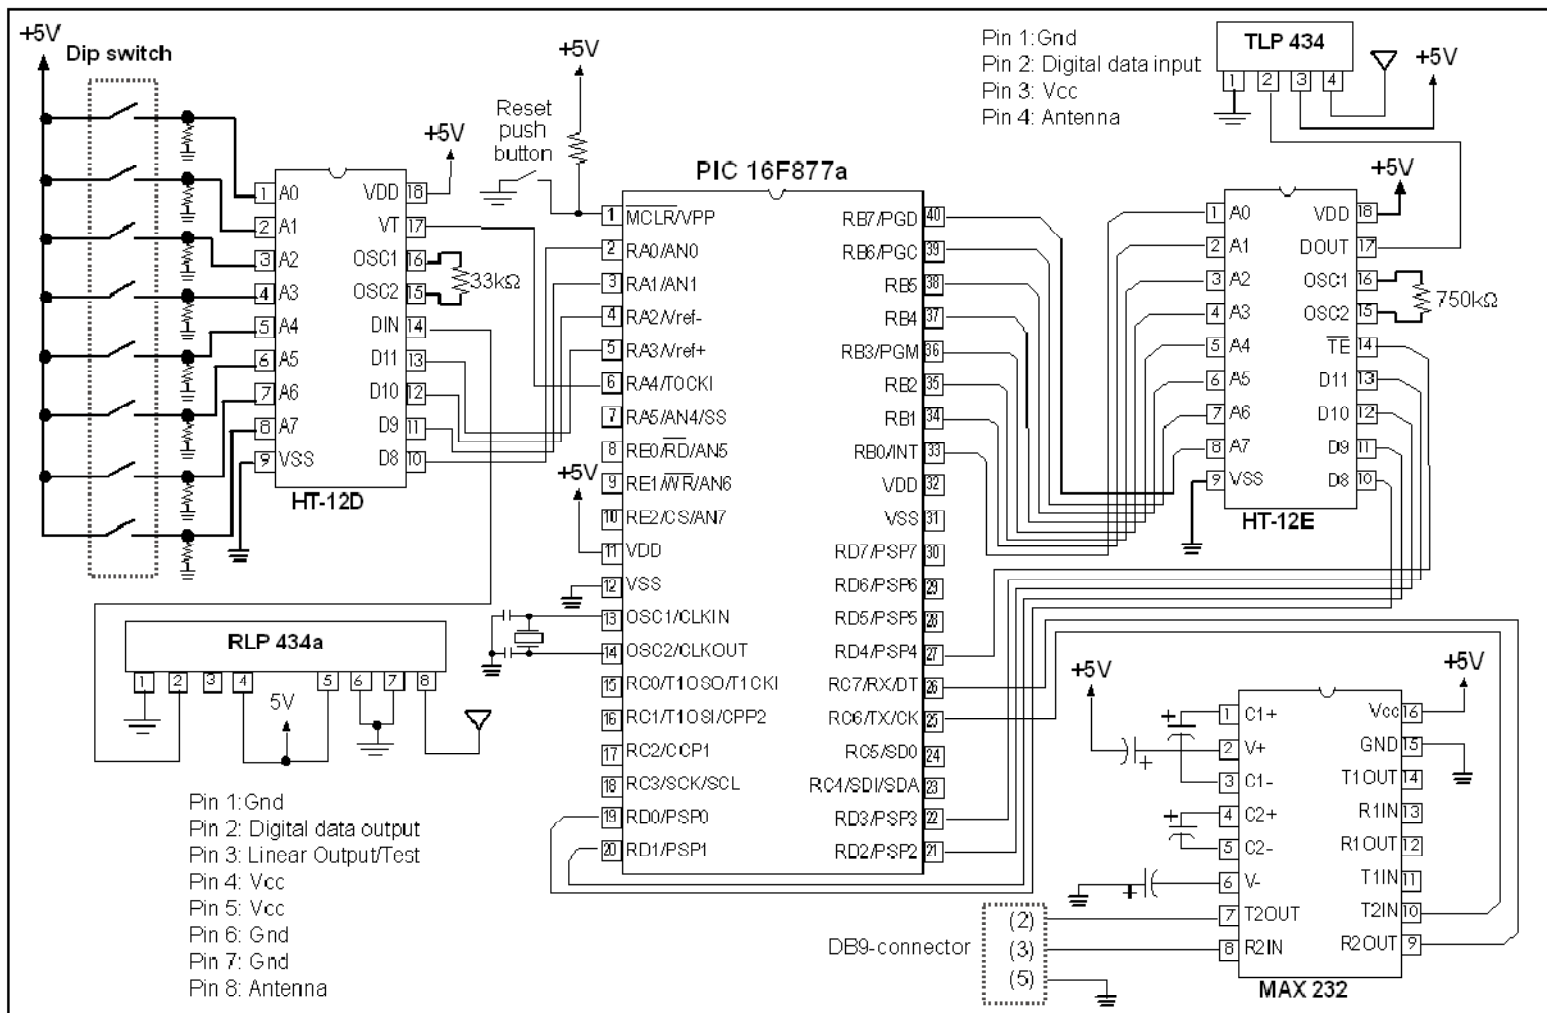 +5V
Dip switch
+5V
Reset
push
button
+5V
1 A0
2 A1
3 A2
4 A3
5 A4
6 A5
7 A6
8 A7
9 VSS
VDD 18
VT 17
OSC1 16
OSC2 15
DIN 14
D11 13
D10 12
D9 11
D8 10
33kΩ
HT-12D
PIC 16F877a
1 MCLR/VPP
2 RA0/AN0
3 RA1/AN1
4 RA2/Vref-
5 RA3/Vref+
6 RA4/TOCKI
7 RA5/AN4/SS
8 RE0/RD/AN5
9 RE1/WR/AN6
10 RE2/CS/AN7
11 VDD
12 VSS
13 OSC1/CLKIN
14 OSC2/CLKOUT
15 RC0/T1OSO/T1CKI
16 RC1/T1OSI/CPP2
17 RC2/CCP1
18 RC3/SCK/SCL
19 RD0/PSP0
20 RD1/PSP1
RB7/PGD 40
RB6/PGC 39
RB5 38
RB4 37
RB3/PGM 36
RB2 35
RB1 34
RB0/INT 33
VDD 32
VSS 31
RD7/PSP7 30
RD6/PSP6 29
RD5/PSP5 28
RD4/PSP4 27
RC7/RX/DT 26
RC6/TX/CK 25
RC5/SD0 24
RC4/SDI/SDA 23
RD3/PSP3 22
RD2/PSP2 21
+5V
Pin 1:Gnd
Pin 2: Digital data input
Pin 3: Vcc
Pin 4: Antenna
TLP 434
1 2 3 4
+5V
+5V
1 A0
2 A1
3 A2
4 A3
5 A4
6 A5
7 A6
8 A7
9 VSS
VDD 18
DOUT 17
OSC1 16
OSC2 15
TE 14
D11 13
D10 12
D9 11
D8 10
750kΩ
HT-12E
RLP 434a
1 2 3 4 5 6 7 8
5V
Pin 1:Gnd
Pin 2: Digital data output
Pin 3: Linear Output/Test
Pin 4: Vcc
Pin 5: Vcc
Pin 6: Gnd
Pin 7: Gnd
Pin 8: Antenna
+5V
+5V
1 C1+
2 V+
3 C1-
4 C2+
5 C2-
6 V-
7 T2OUT
8 R2IN
Vcc 16
GND 15
T1OUT 14
R1IN 13
R1OUT 12
T1IN 11
T2IN 10
R2OUT 9
+
+
+
+
DB9-connector
(2)
(3)
(5)
MAX 232